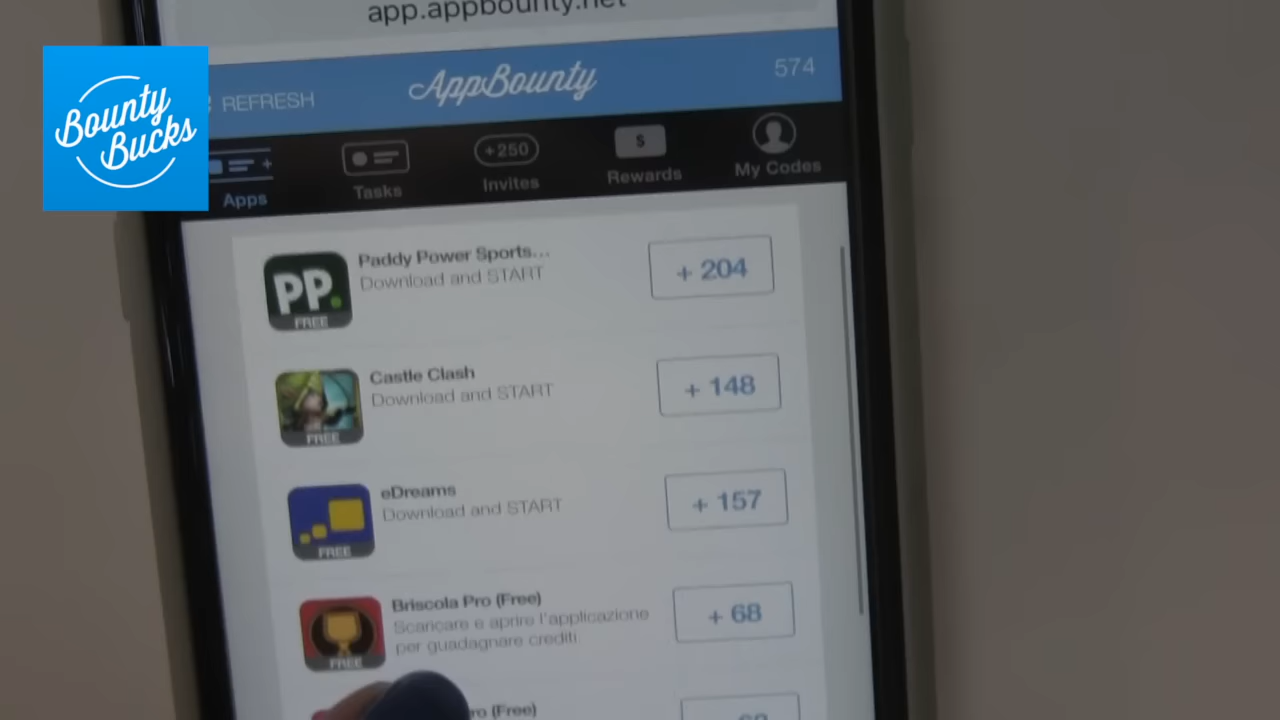 app.appbounty.net
Bounty
Bucks
REFRESH
AppBounty
574
Apps
Tasks
+250
Invites
$
Rewards
My Codes
PP.
FREE
Paddy Power Sports...
Download and START
+ 204
FREE
Castle Clash
Download and START
+ 148
FREE
eDreams
Download and START
+ 157
FREE
Briscola Pro (Free)
Scaricare e aprire l'applicazione
per guadagnare crediti
+ 68
ro (Free)